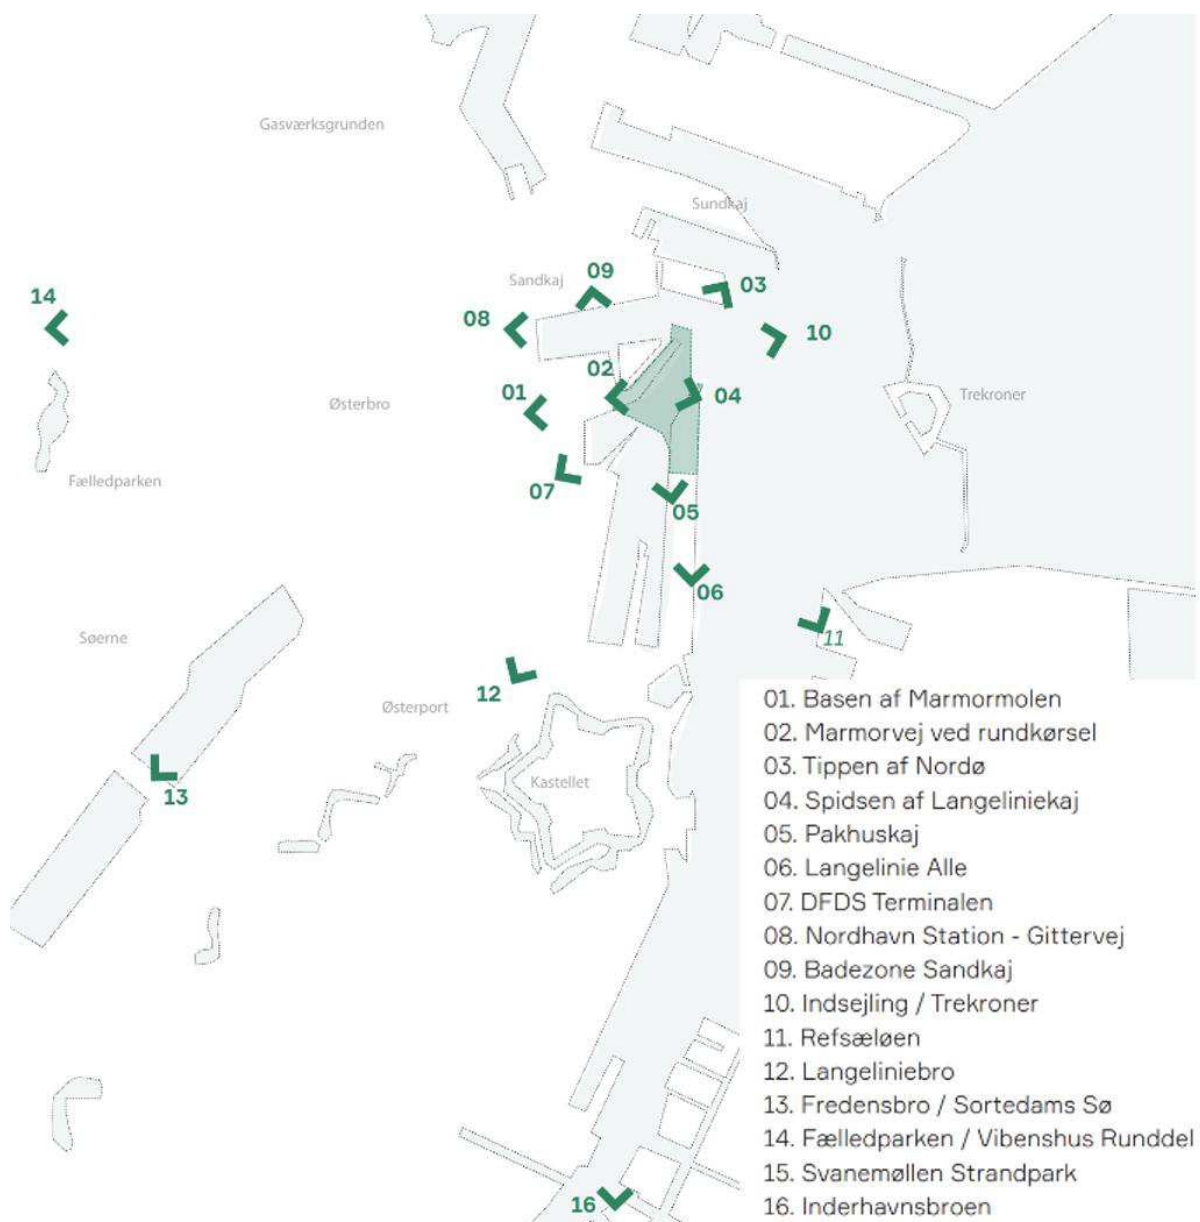 Gasværksgrunden
Sundkaj
Sandkaj
09
03
14
08
10
02
01
04
Østerbro
Trekroner
Fælledparken
07
05
06
11
Søerne
12
Østerport
Kastellet
13
16
01. Basen af Marmormolen
02. Marmorvej ved rundkørsel
03. Tippen af Nordø
04. Spidsen af Langeliniekaj
05. Pakhuskaj
06. Langelinie Alle
07. DFDS Terminalen
08. Nordhavn Station - Gittervej
09. Badezone Sandkaj
10. Indsejling / Trekroner
11. Refsæløen
12. Langeliniebro
13. Fredensbro / Sortedams Sø
14. Fælledparken / Vibenshus Runddel
15. Svanemøllen Strandpark
16. Inderhavnsbroen